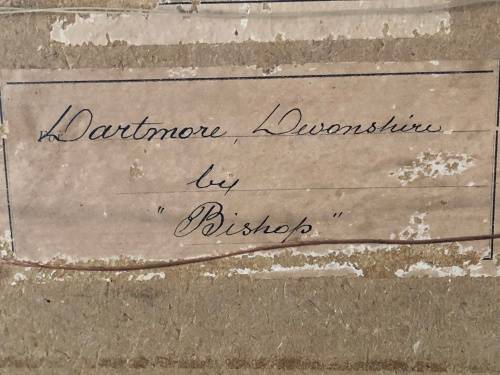 Dartmore, Devonshire
by
"Bishop"